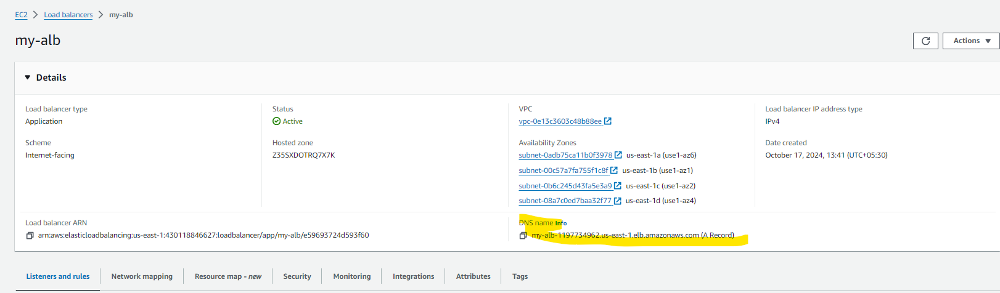 EC2 > Load balancers > my-alb
my-alb
Actions
Details
Load balancer type
Application
Status
Active
VPC
vpc-0e13c3603c48b88ee
Load balancer IP address type
IPv4
Scheme
Internet-facing
Hosted zone
Z35SXDOTRQ7X7K
Availability Zones
subnet-0adb75ca11b0f3978 us-east-1a (use1-az6)
subnet-00c57a7fa755f1c8f us-east-1b (use1-az1)
subnet-0b6c245d43fa5e3a9 us-east-1c (use1-az2)
subnet-08a7c0ed7baa32f77 us-east-1d (use1-az4)
Date created
October 17, 2024, 13:41 (UTC+05:30)
Load balancer ARN
arn:aws:elasticloadbalancing:us-east-1:430118846627:loadbalancer/app/my-alb/e59693724d593f60
DNS name Info
my-alb-1197734962.us-east-1.elb.amazonaws.com (A Record)
Listeners and rules
Network mapping
Resource map - new
Security
Monitoring
Integrations
Attributes
Tags